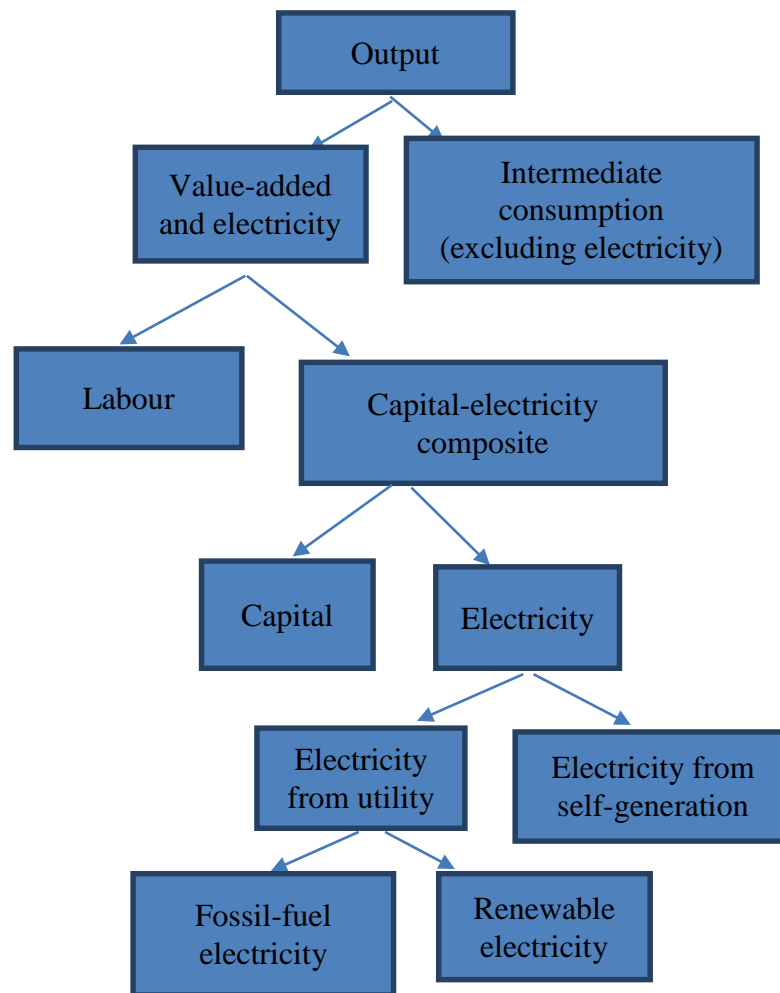 Output
Value-added
and electricity
Intermediate
consumption
(excluding electricity)
Labour
Capital-electricity
composite
Capital
Electricity
Electricity
from utility
Electricity from
self-generation
Fossil-fuel
electricity
Renewable
electricity